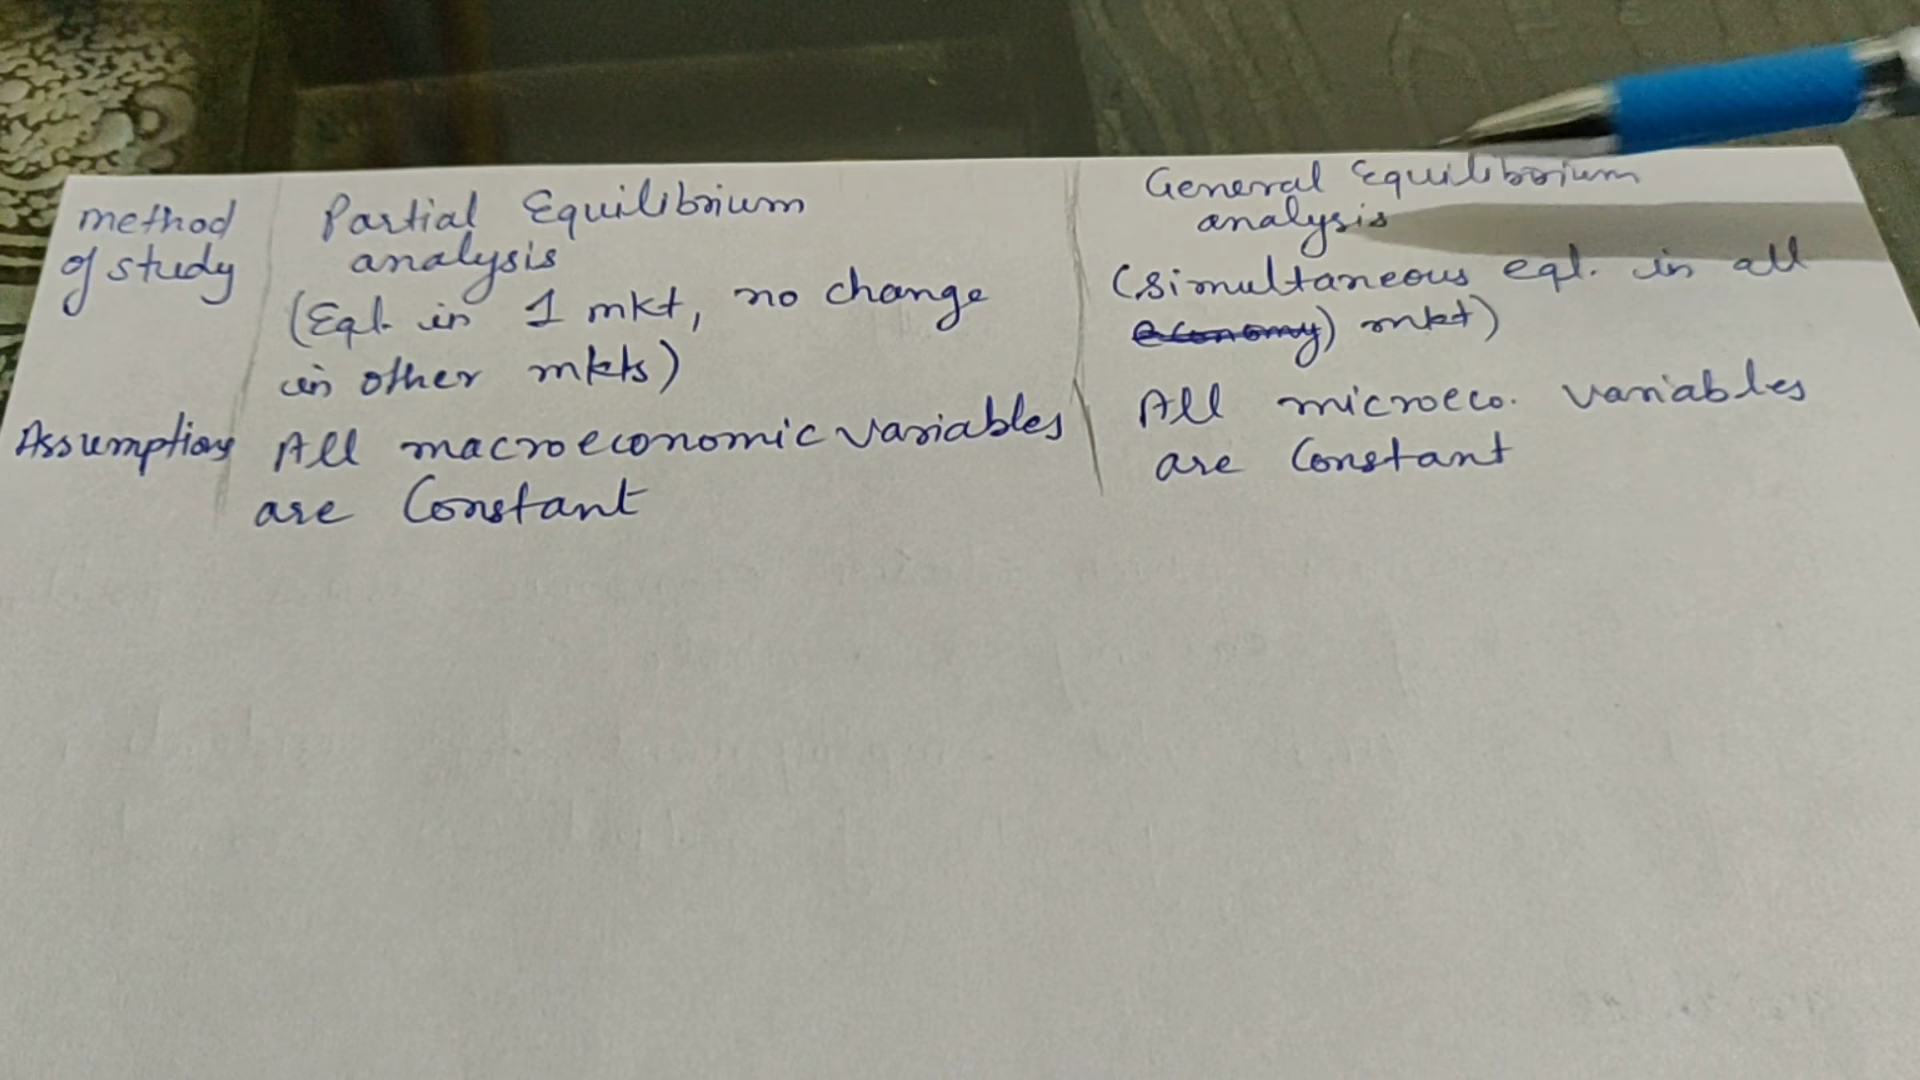 method
of study
Partial Equilibrium
analysis
(Eql. in 1 mkt, no change
in other mkts)
General Equilibrium
analysis
(simultaneous eql. in all
economy) mkt)
Assumptions
All macroeconomic variables
are Constant
All microeco. variables
are Constant